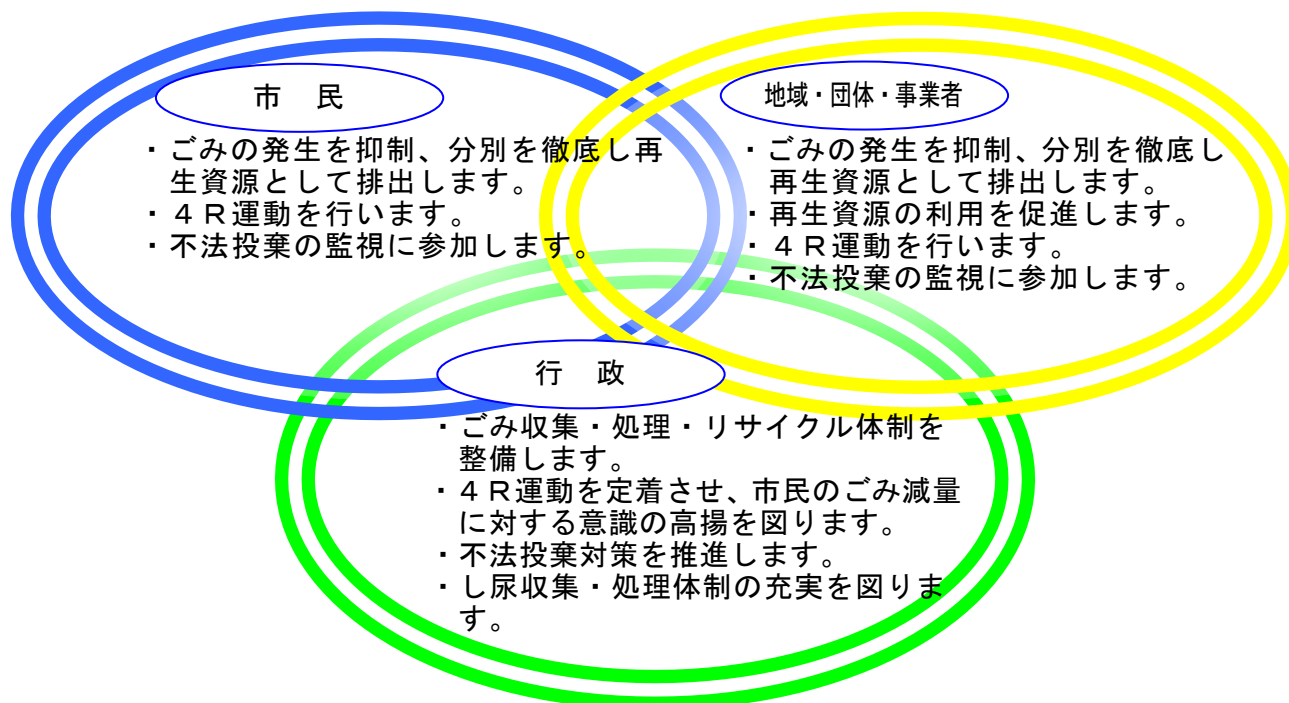 市　民
・ごみの発生を抑制、分別を徹底し再
生資源として排出します。
・４Ｒ運動を行います。
・不法投棄の監視に参加します。
地域・団体・事業者
・ごみの発生を抑制、分別を徹底し
再生資源として排出します。
・再生資源の利用を促進します。
・４Ｒ運動を行います。
・不法投棄の監視に参加します。
行　政
・ごみ収集・処理・リサイクル体制を
整備します。
・４Ｒ運動を定着させ、市民のごみ減量
に対する意識の高揚を図ります。
・不法投棄対策を推進します。
・し尿収集・処理体制の充実を図りま
す。